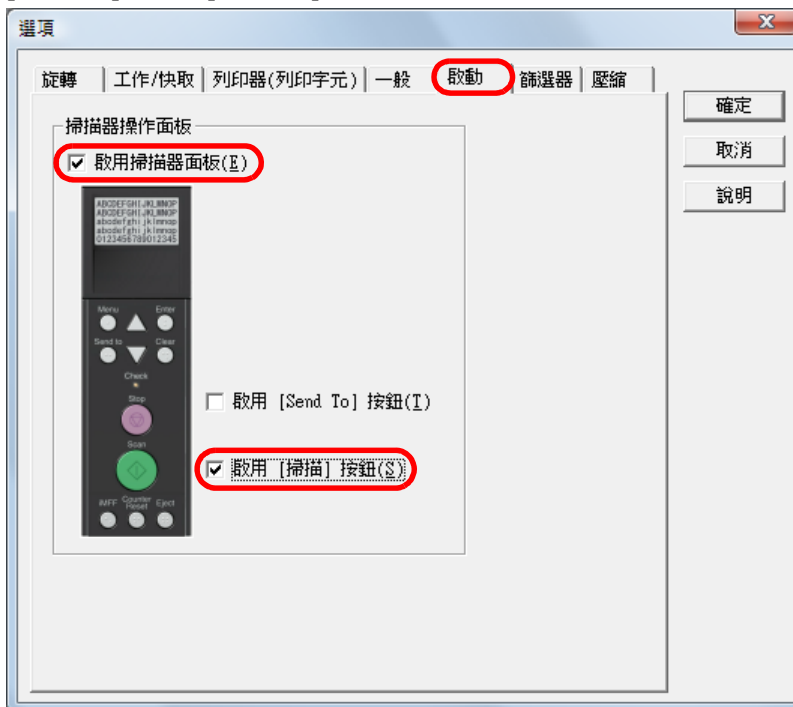 選項
旋轉 工作/快取 列印器(列印字元) 一般 啟動 篩選器 壓縮
確定
取消
說明
掃描器操作面板
啟用掃描器面板(E)
ABCDEFGHIJKLMNOP
ABCDEFGHIJKLMNOP
abcdefghijklmnop
abcdefghijklmnop
0123456789012345
Menu Enter
Send to Clear
Check
Stop
啟用 [Send To] 按鈕(T)
Scan
啟用 [掃描] 按鈕(S)
Counter Reset Eject